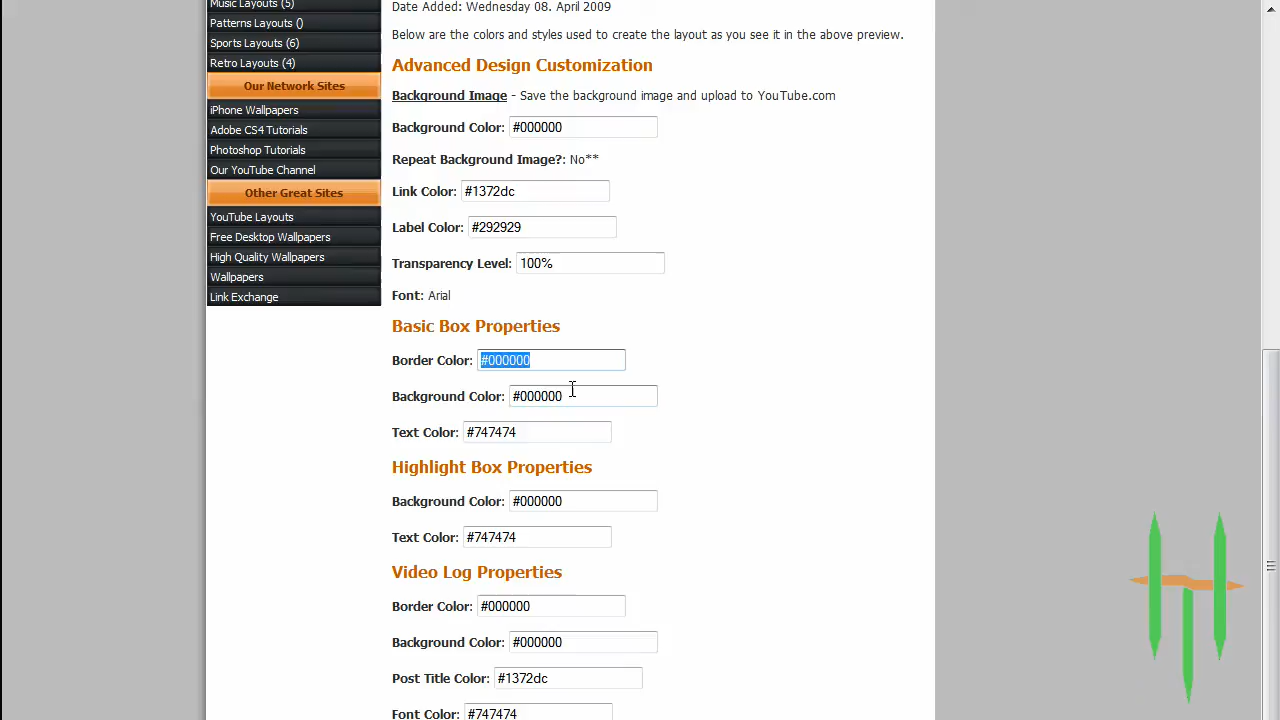 Music Layouts (5)
Patterns Layouts ()
Sports Layouts (6)
Retro Layouts (4)
Our Network Sites
iPhone Wallpapers
Adobe CS4 Tutorials
Photoshop Tutorials
Our YouTube Channel
Other Great Sites
YouTube Layouts
Free Desktop Wallpapers
High Quality Wallpapers
Wallpapers
Link Exchange
Date Added: Wednesday 08. April 2009
Below are the colors and styles used to create the layout as you see it in the above preview.
Advanced Design Customization
Background Image - Save the background image and upload to YouTube.com
Background Color: #000000
Repeat Background Image?: No**
Link Color: #1372dc
Label Color: #292929
Transparency Level: 100%
Font: Arial
Basic Box Properties
Border Color: #000000
Background Color: #000000
Text Color: #747474
Highlight Box Properties
Background Color: #000000
Text Color: #747474
Video Log Properties
Border Color: #000000
Background Color: #000000
Post Title Color: #1372dc
Font Color: #747474